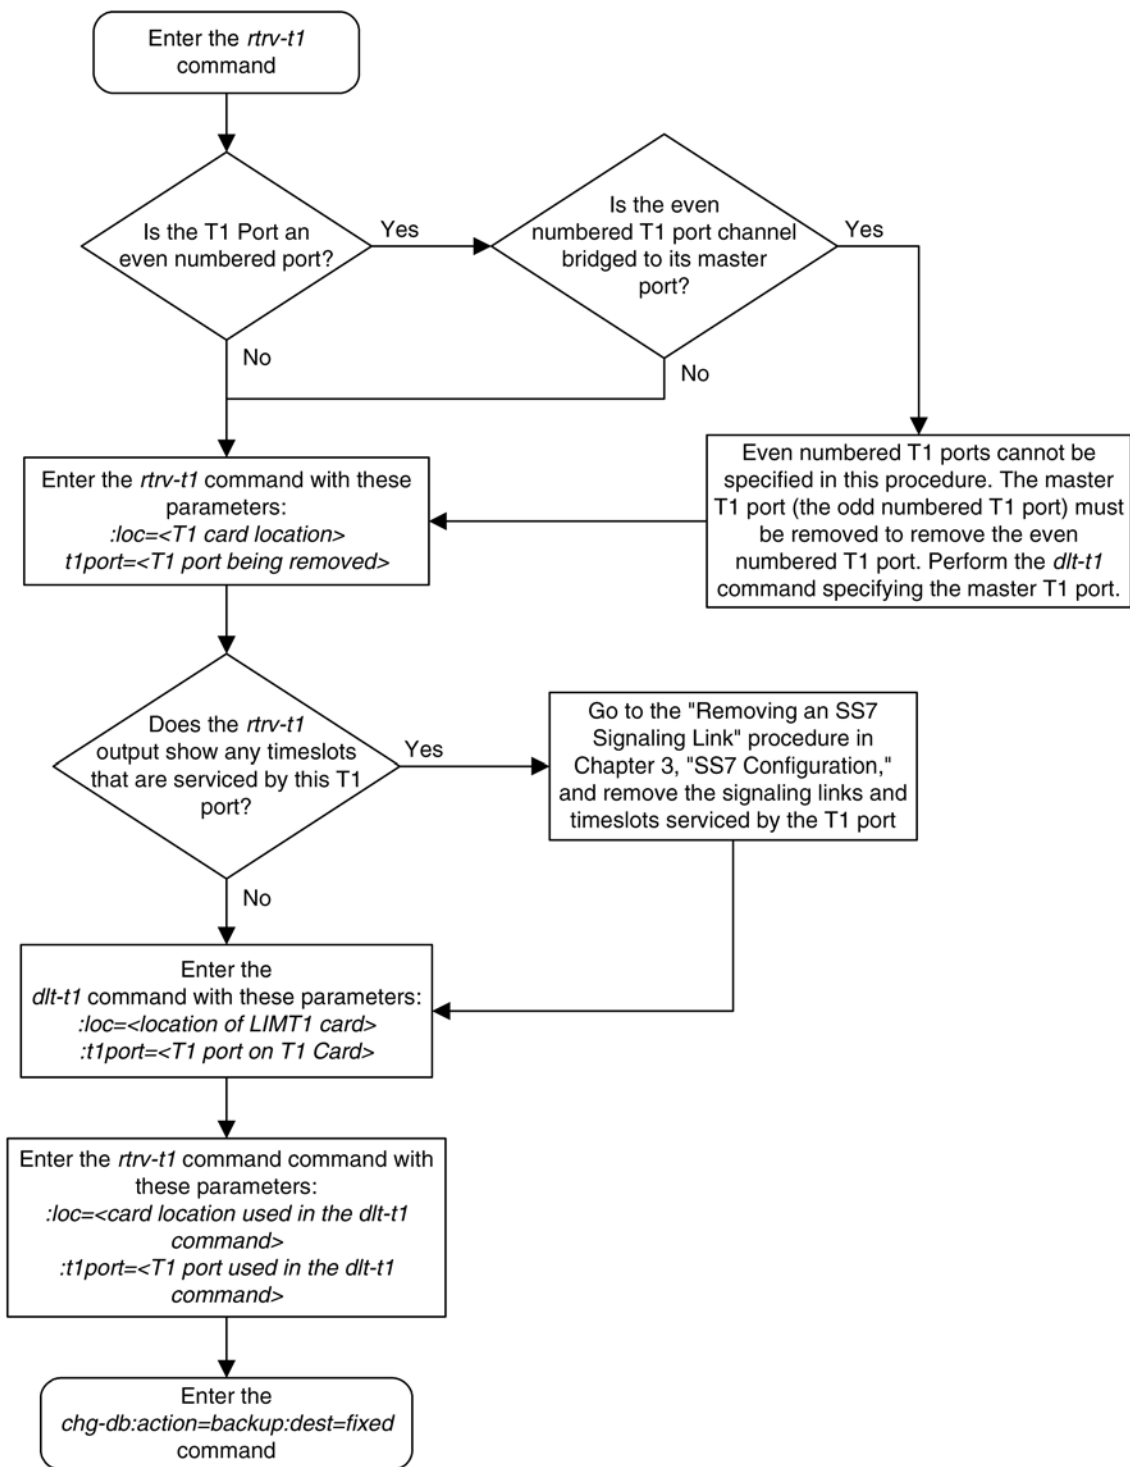 Enter the rtrv-t1
command
Is the T1 Port an
even numbered port?
Yes
No
Is the even
numbered T1 port channel
bridged to its master
port?
Yes
No
Even numbered T1 ports cannot be
specified in this procedure. The master
T1 port (the odd numbered T1 port) must
be removed to remove the even
numbered T1 port. Perform the dlt-t1
command specifying the master T1 port.
Enter the rtrv-t1 command with these
parameters:
:loc=<T1 card location>
t1port=<T1 port being removed>
Does the rtrv-t1
output show any timeslots
that are serviced by this T1
port?
Yes
No
Go to the "Removing an SS7
Signaling Link" procedure in
Chapter 3, "SS7 Configuration,"
and remove the signaling links and
timeslots serviced by the T1 port
Enter the
dlt-t1 command with these parameters:
:loc=<location of LIMT1 card>
:t1port=<T1 port on T1 Card>
Enter the rtrv-t1 command command with
these parameters:
:loc=<card location used in the dlt-t1
command>
:t1port=<T1 port used in the dlt-t1
command>
Enter the
chg-db:action=backup:dest=fixed
command